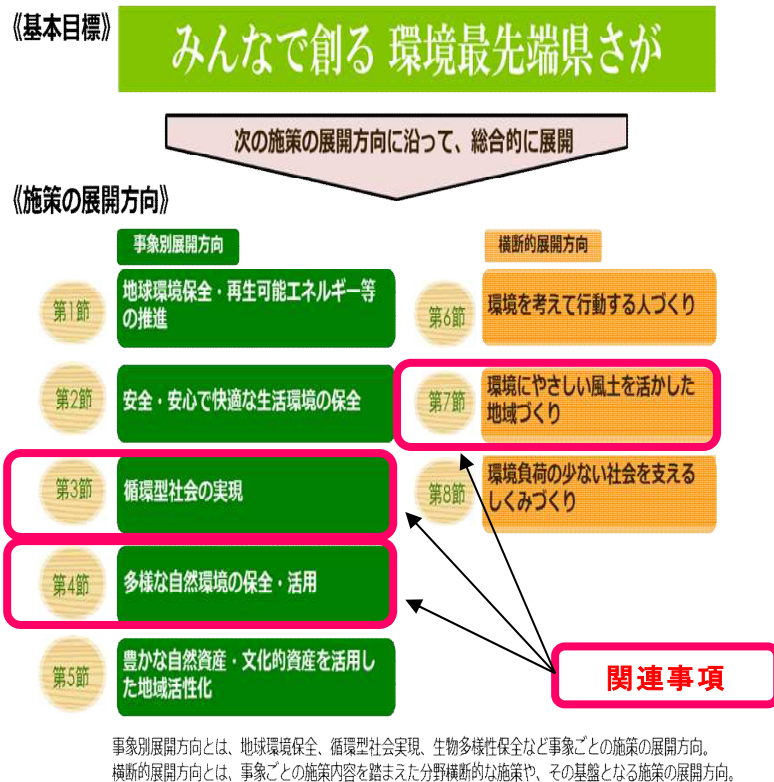 《基本目標》
みんなで創る 環境最先端県さが
次の施策の展開方向に沿って、総合的に展開
《施策の展開方向》
事象別展開方向
第1節
地球環境保全・再生可能エネルギー等
の推進
第2節
安全・安心で快適な生活環境の保全
第3節
循環型社会の実現
第4節
多様な自然環境の保全・活用
第5節
豊かな自然資産・文化的資産を活用し
た地域活性化
横断的展開方向
第6節
環境を考えて行動する人づくり
第7節
環境にやさしい風土を活かした
地域づくり
第8節
環境負荷の少ない社会を支える
しくみづくり
関連事項
事象別展開方向とは、地球環境保全、循環型社会実現、生物多様性保全など事象ごとの施策の展開方向。
横断的展開方向とは、事象ごとの施策内容を踏まえた分野横断的な施策や、その基盤となる施策の展開方向。